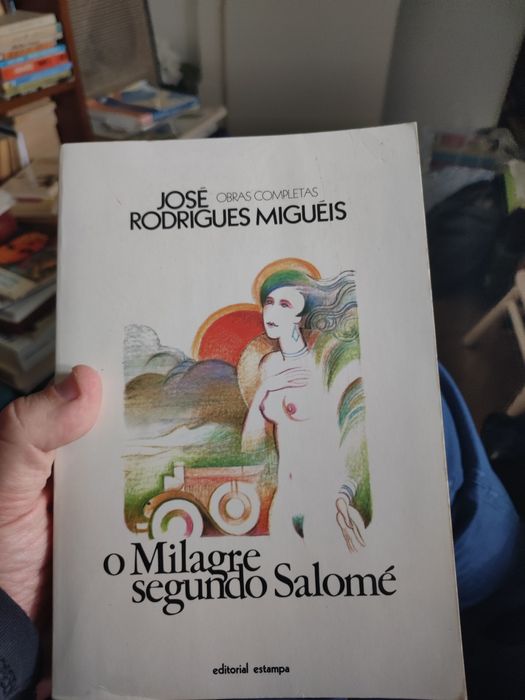 JOSÉ OBRAS COMPLETAS
RODRIGUES MIGUÉIS
o Milagre
segundo Salomé
editorial estampa